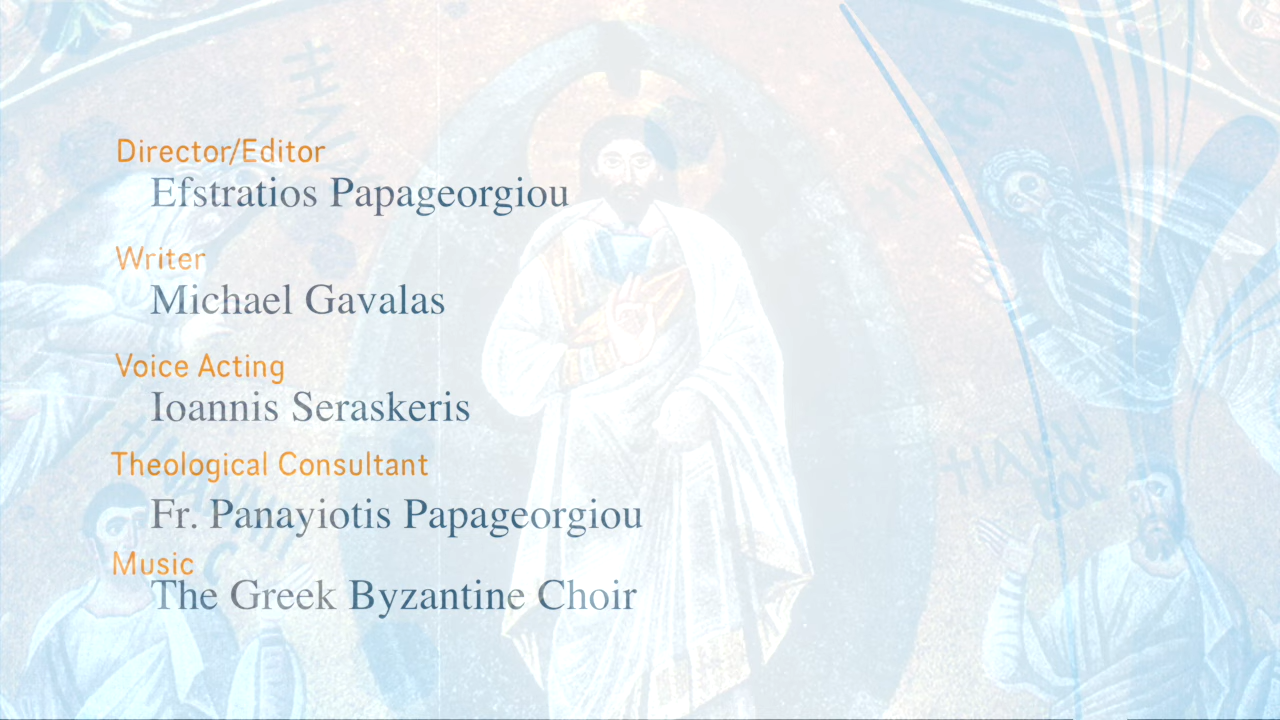 Director/Editor
Efstratios Papageorgiou
Writer
Michael Gavalas
Voice Acting
Ioannis Seraskeris
Theological Consultant
Fr. Panayiotis Papageorgiou
Music
The Greek Byzantine Choir